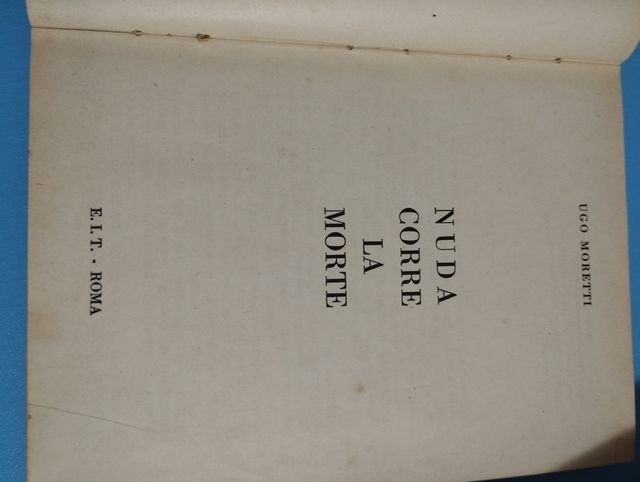 UGO MORETTI
NUDA
CORRE
LA
MORTE
E. I. T. - ROMA